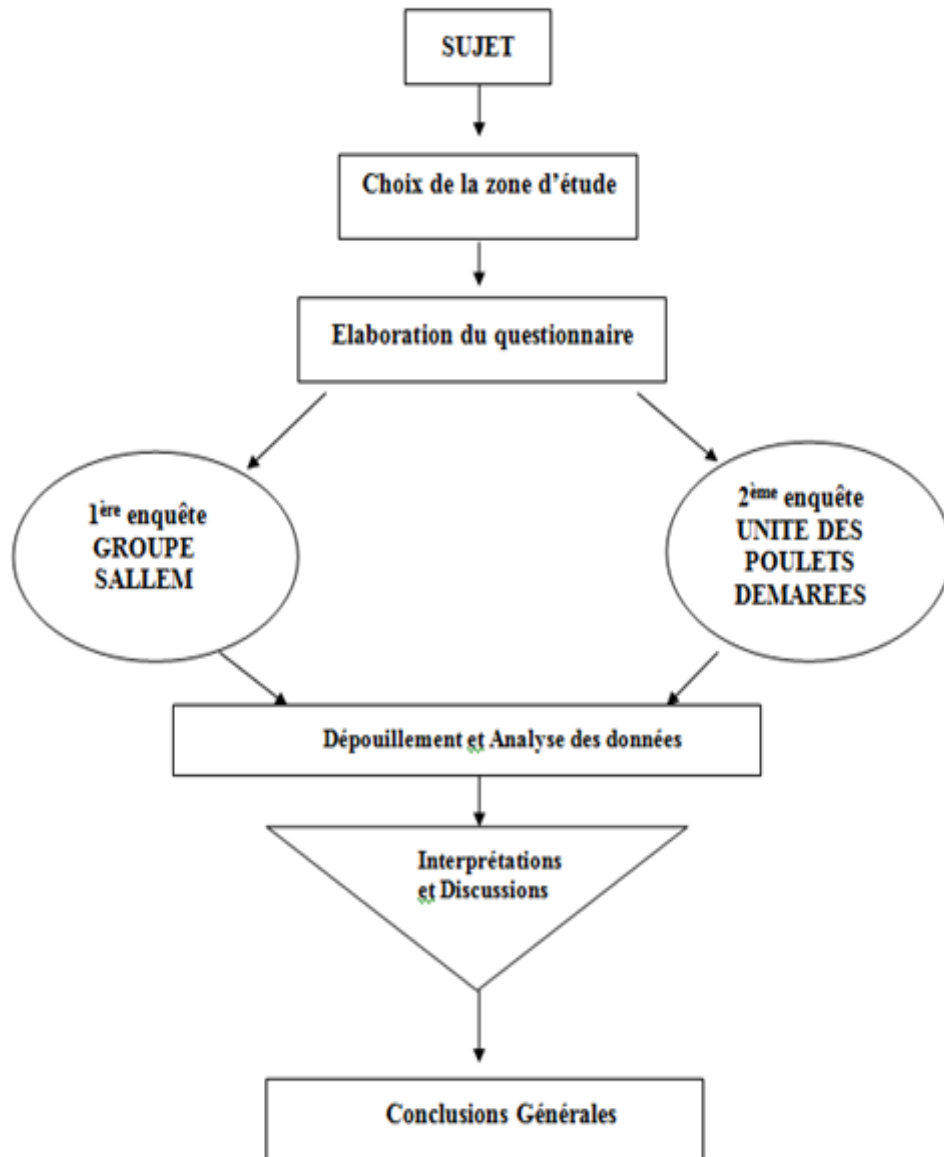 SUJET
Choix de la zone d’étude
Elaboration du questionnaire
1ère enquête
GROUPE
SALLEM
2ème enquête
UNITE DES
POULETS
DEMAREES
Dépouillement et Analyse des données
Interprétations
et Discussions
Conclusions Générales